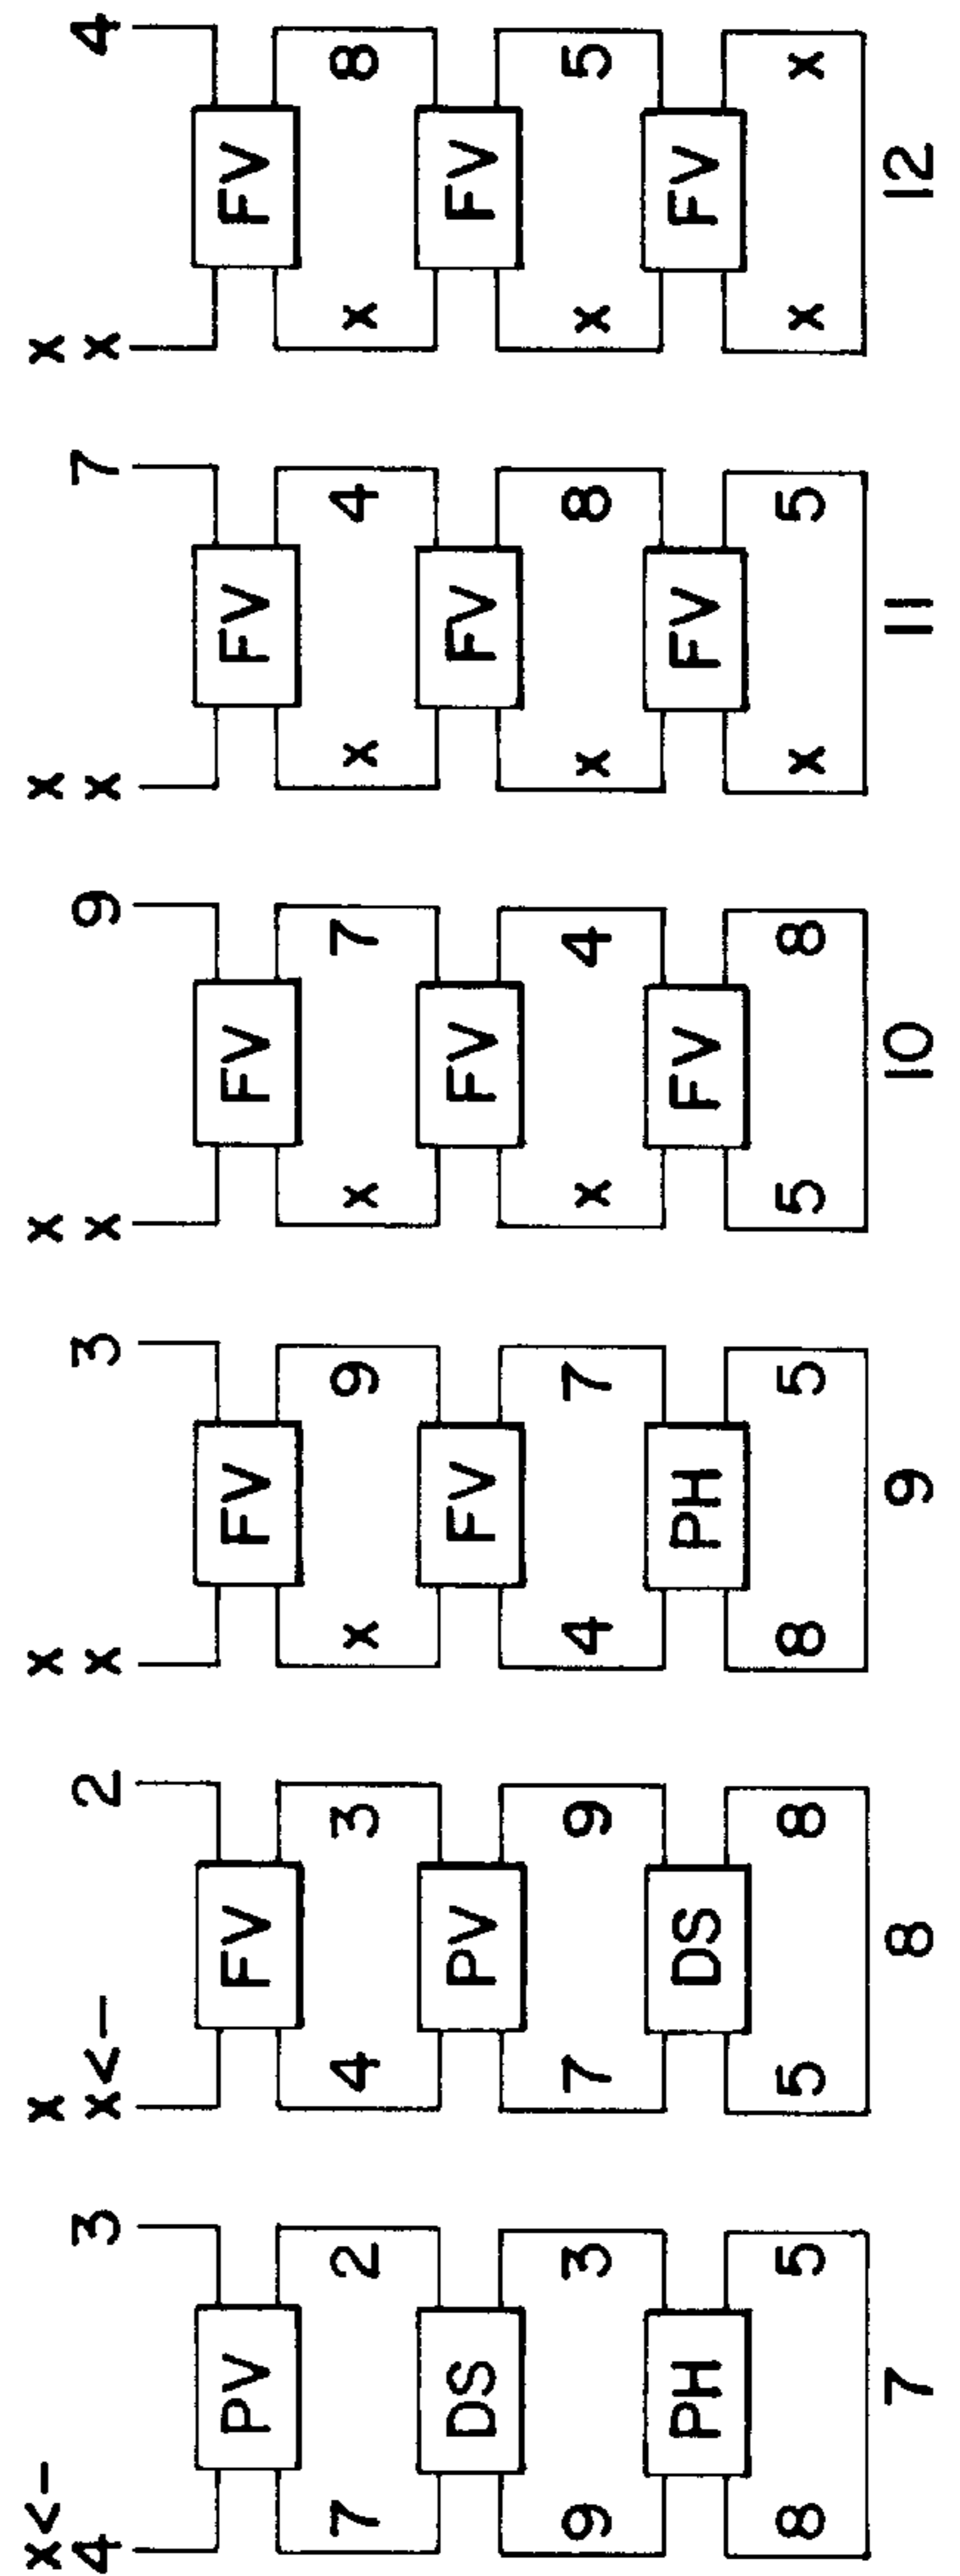 x<- x x x x x
4 3 x<- 2 x 3 x 9 x 7 x 4
PV FV FV FV FV FV
7 2 4 3 x 9 x 7 x 4 x 8
DS PV FV FV FV FV
9 3 7 9 4 7 x 4 x 8 x 5
PH DS PH FV FV FV
8 5 5 8 8 5 5 8 x 5 x x
7 8 9 10 11 12